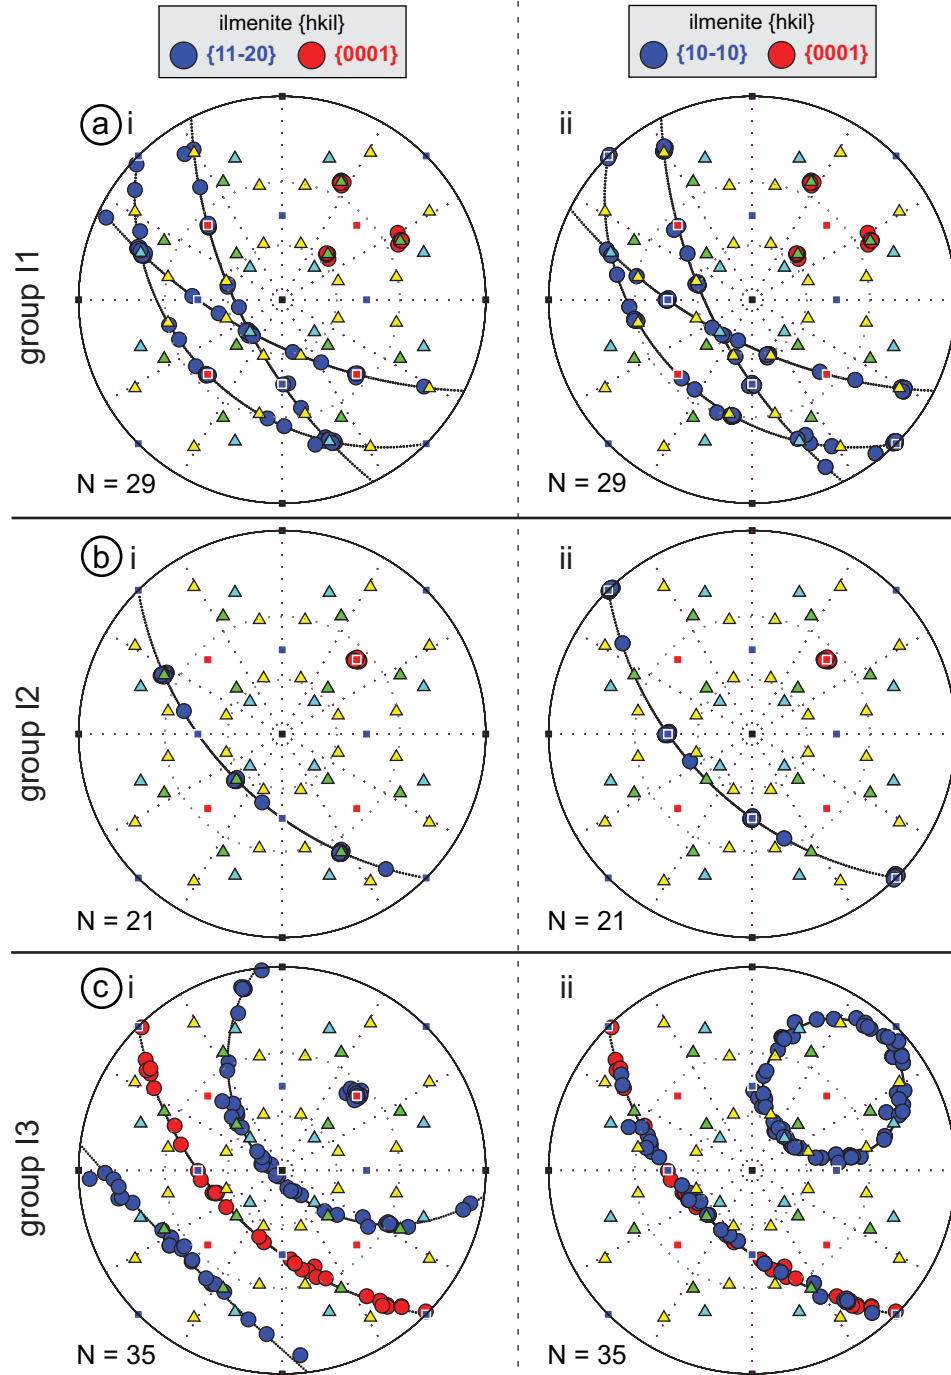 ilmenite {hkil}
{11-20} {0001}
ilmenite {hkil}
{10-10} {0001}
group I1
a i
ii
N = 29
N = 29
group I2
b i
ii
N = 21
N = 21
group I3
c i
ii
N = 35
N = 35